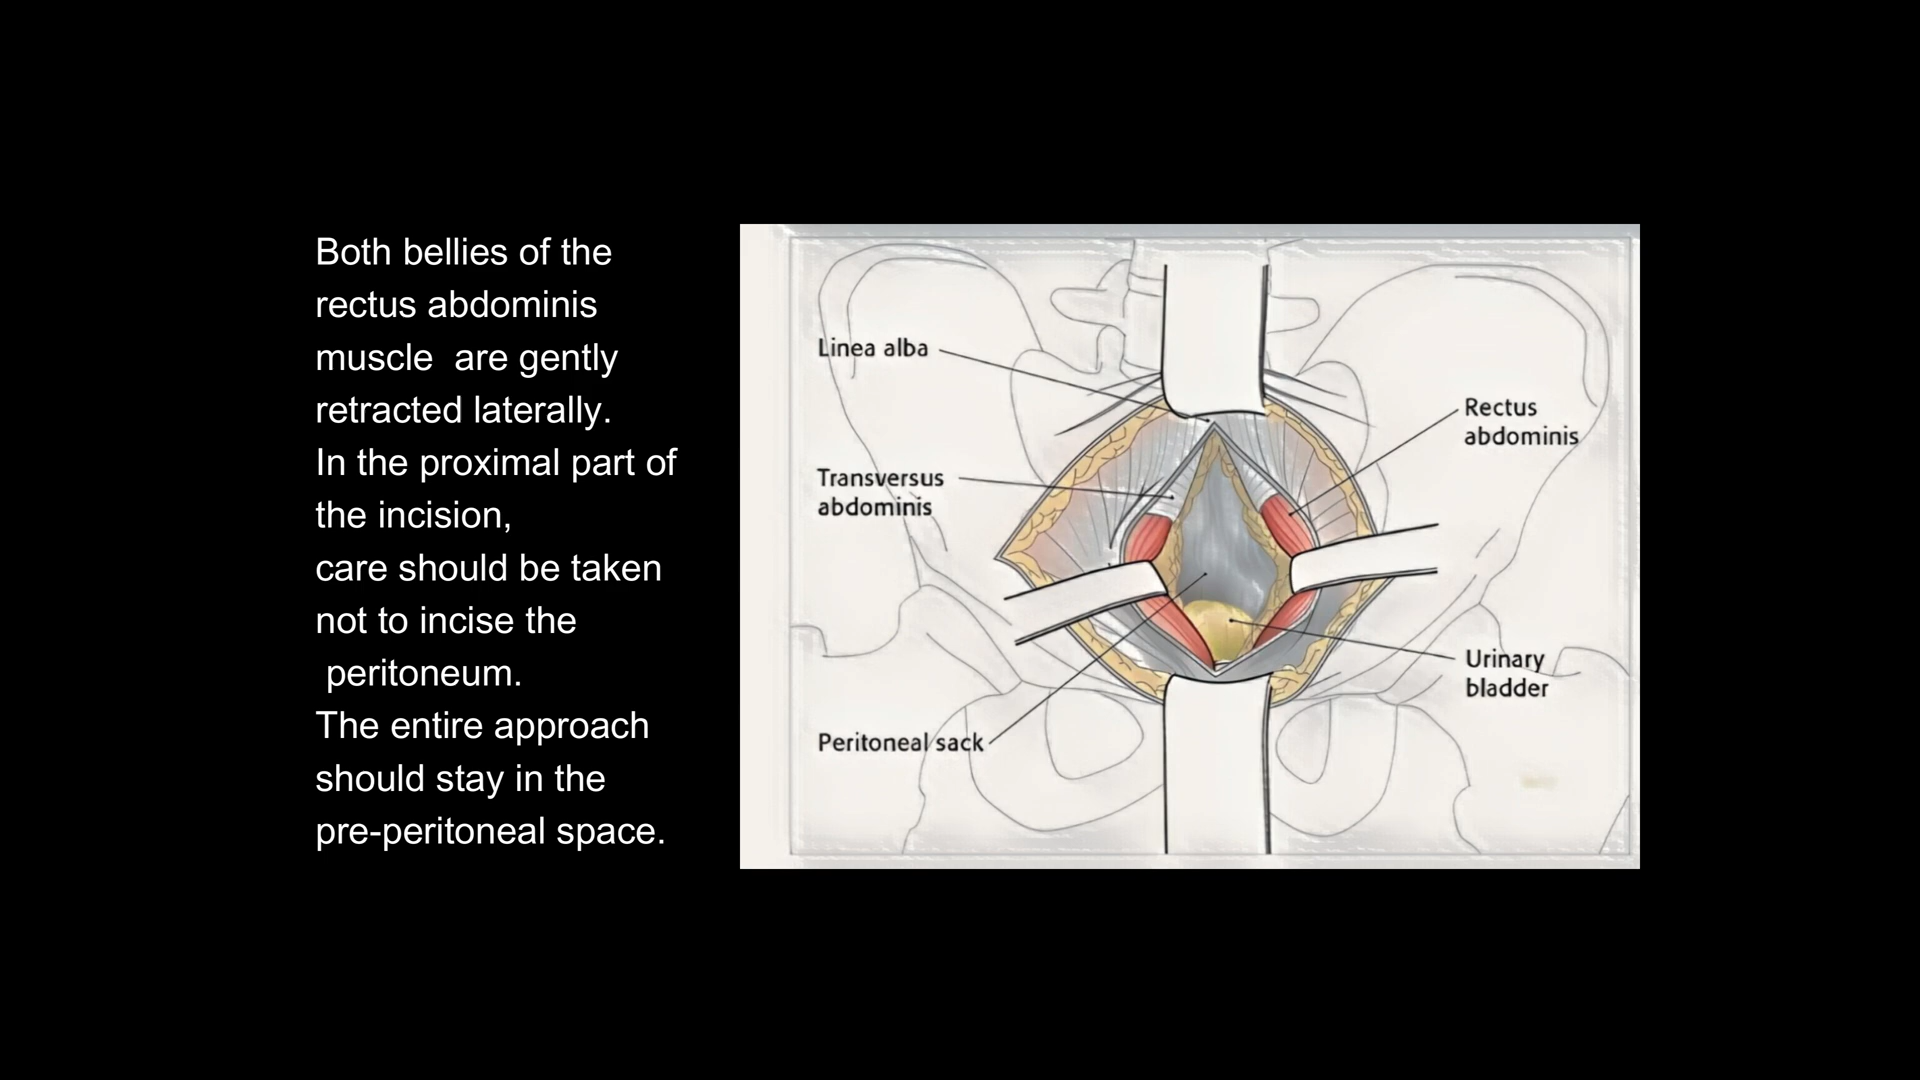 Both bellies of the
rectus abdominis
muscle  are gently
retracted laterally.
In the proximal part of
the incision,
care should be taken
not to incise the
 peritoneum.
The entire approach
should stay in the
pre-peritoneal space.
Linea alba
Rectus
abdominis
Transversus
abdominis
Urinary
bladder
Peritoneal sack